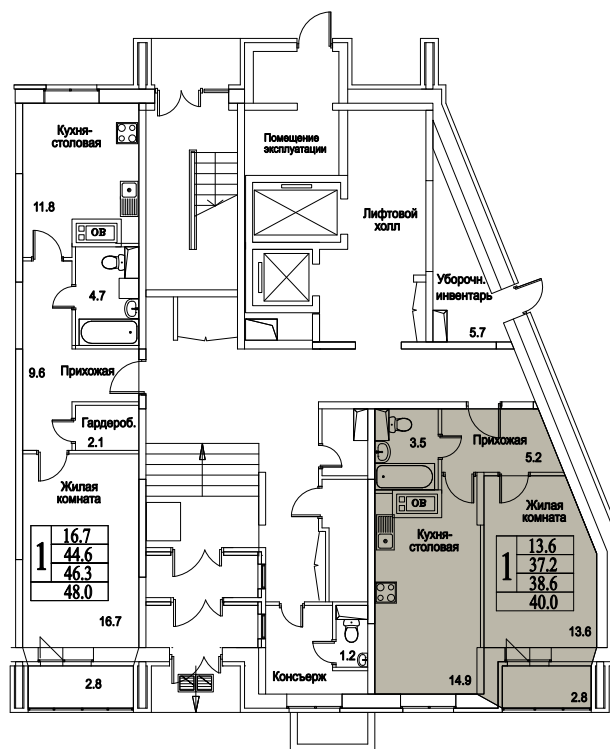 Кухня-
столовая
11.8
ОВ
4.7
9.6
Прихожая
Гардероб.
2.1
Жилая
комната
1
16.7
44.6
46.3
48.0
16.7
2.8
Помещение
эксплуатации
Лифтовой
холл
Уборочн.
инвентарь
5.7
3.5
Прихожая
5.2
ОВ
Кухня-
столовая
Жилая
комната
1
13.6
37.2
38.6
40.0
13.6
14.9
2.8
1.2
Консъерж